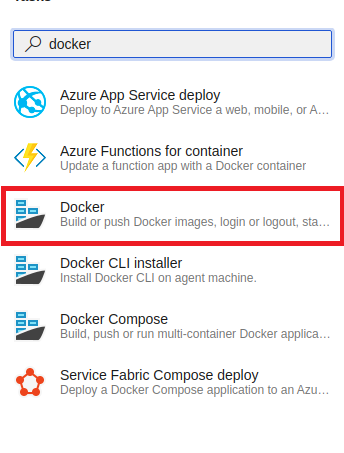 Tasks
docker
Azure App Service deploy
Deploy to Azure App Service a web, mobile, or A…
Azure Functions for container
Update a function app with a Docker container
Docker
Build or push Docker images, login or logout, sta…
Docker CLI installer
Install Docker CLI on agent machine.
Docker Compose
Build, push or run multi-container Docker applica…
Service Fabric Compose deploy
Deploy a Docker Compose application to an Azu…